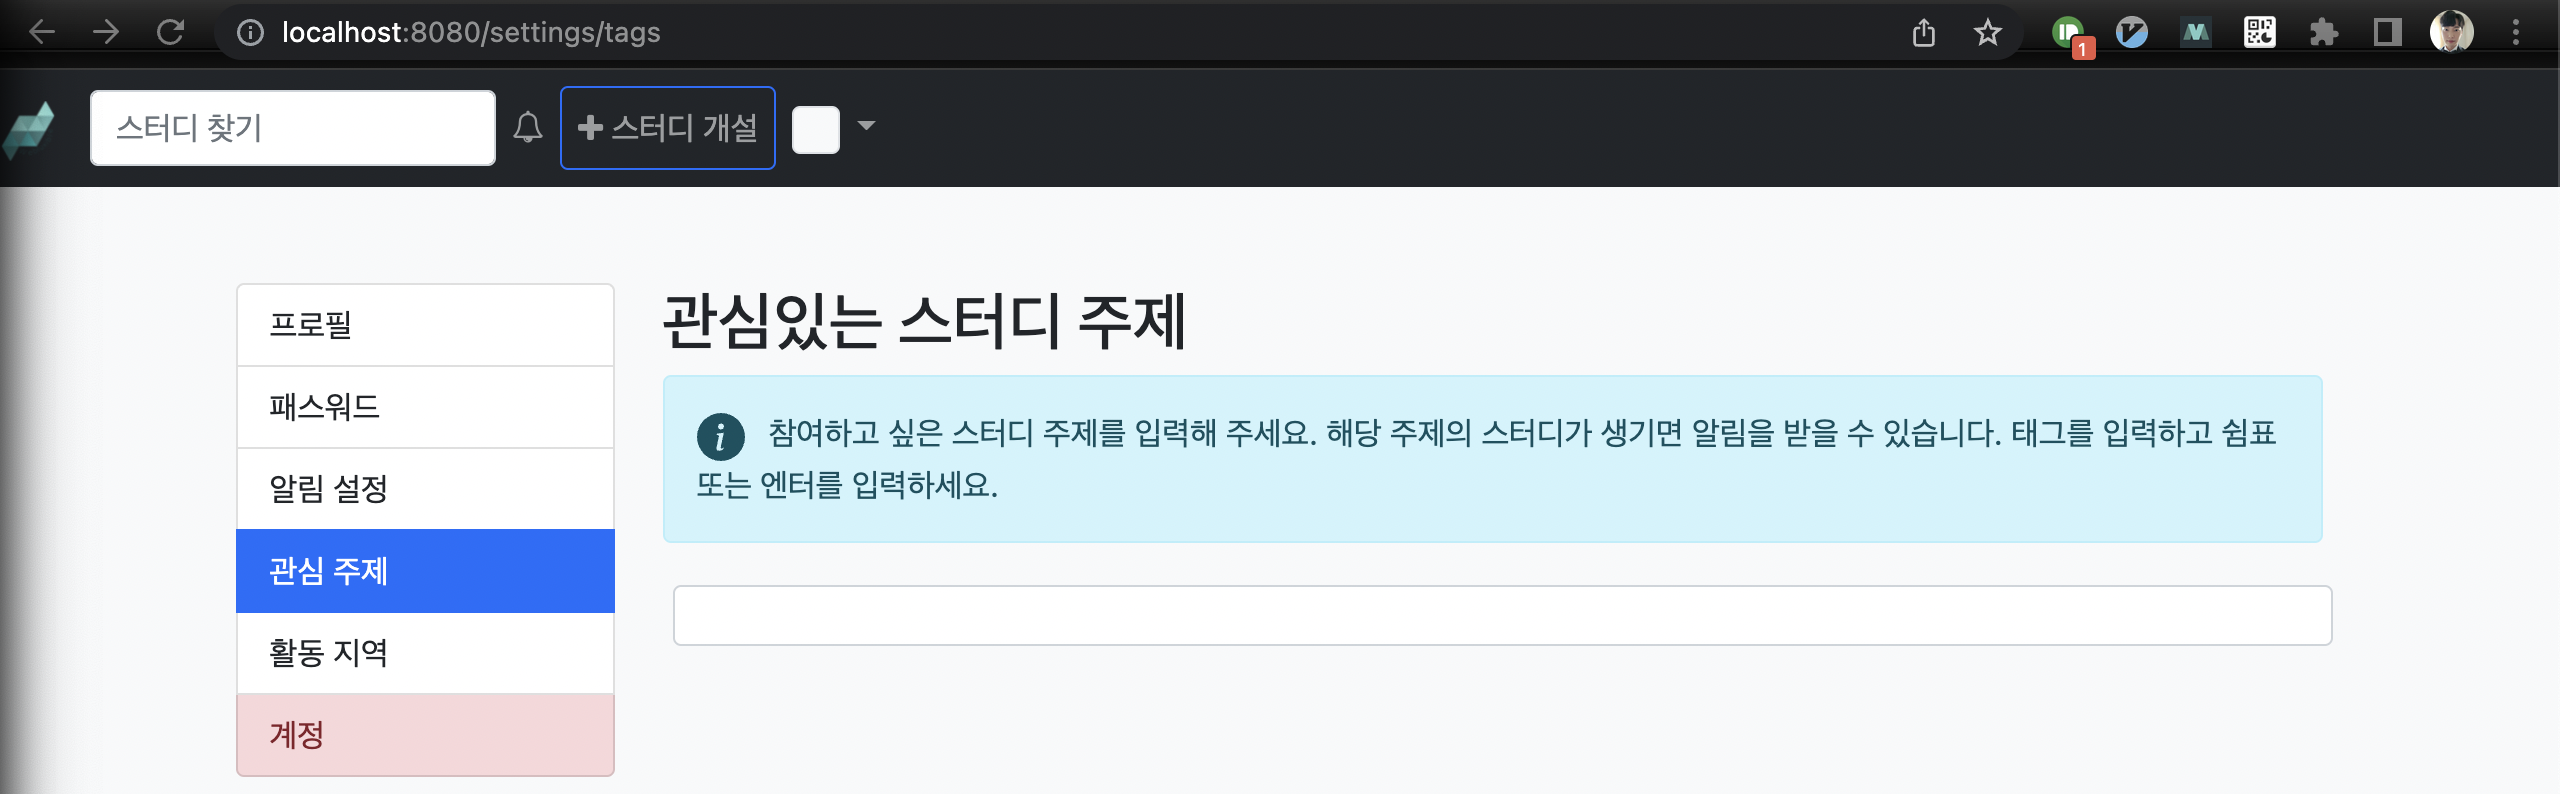 localhost:8080/settings/tags
1
스터디 찾기
스터디 개설
프로필
패스워드
알림 설정
관심 주제
활동 지역
계정
관심있는 스터디 주제
참여하고 싶은 스터디 주제를 입력해 주세요. 해당 주제의 스터디가 생기면 알림을 받을 수 있습니다. 태그를 입력하고 쉼표
또는 엔터를 입력하세요.